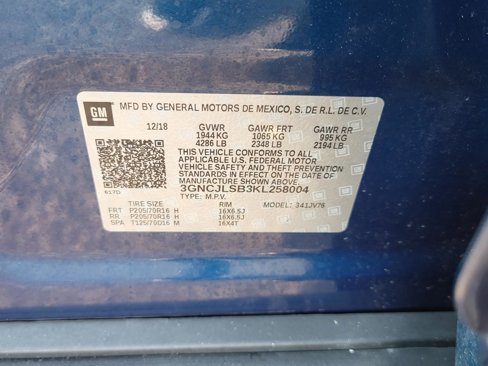 GM
MFD BY GENERAL MOTORS DE MEXICO, S. DE R.L. DE C.V.
12/18 GVWR GAWR FRT GAWR RR
1944 KG 1065 KG 995 KG
4286 LB 2348 LB 2194 LB
THIS VEHICLE CONFORMS TO ALL
APPLICABLE U.S. FEDERAL MOTOR
VEHICLE SAFETY AND THEFT PREVENTION
STANDARDS IN EFFECT ON THE DATE
OF MANUFACTURE SHOWN ABOVE.
3GNCJLSB3KL258004
617D TYPE: M.P.V.
TIRE SIZE RIM MODEL: 341JV76
FRT P205/70R16 H 16X6.5J
RR P205/70R16 H 16X6.5J
SPA T125/70D16 M 16X4T